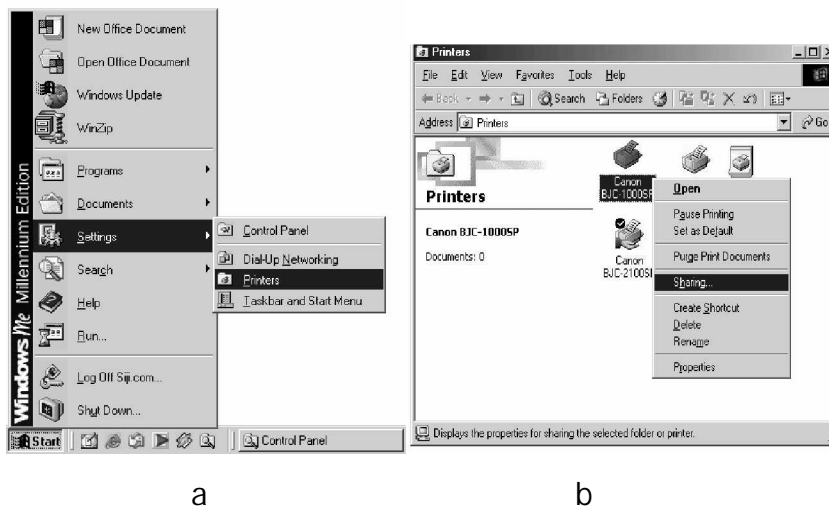 New Office Document
Open Office Document
Windows Update
WinZip
Programs
Documents
Settings
Search
Help
Run...
Log Off Siji.com...
Shut Down...
Windows Me Millennium Edition
Control Panel
Dial-Up Networking
Printers
Taskbar and Start Menu
Start
Control Panel
a
Printers
File Edit View Favorites Tools Help
Back Search Folders
Address Printers Go
Printers
Canon BJC-1000SP
Documents: 0
Canon
BJC-1000SP
Canon
Open
Pause Printing
Set as Default
Purge Print Documents
Sharing...
Create Shortcut
Delete
Rename
Properties
Displays the properties for sharing the selected folder or printer.
b